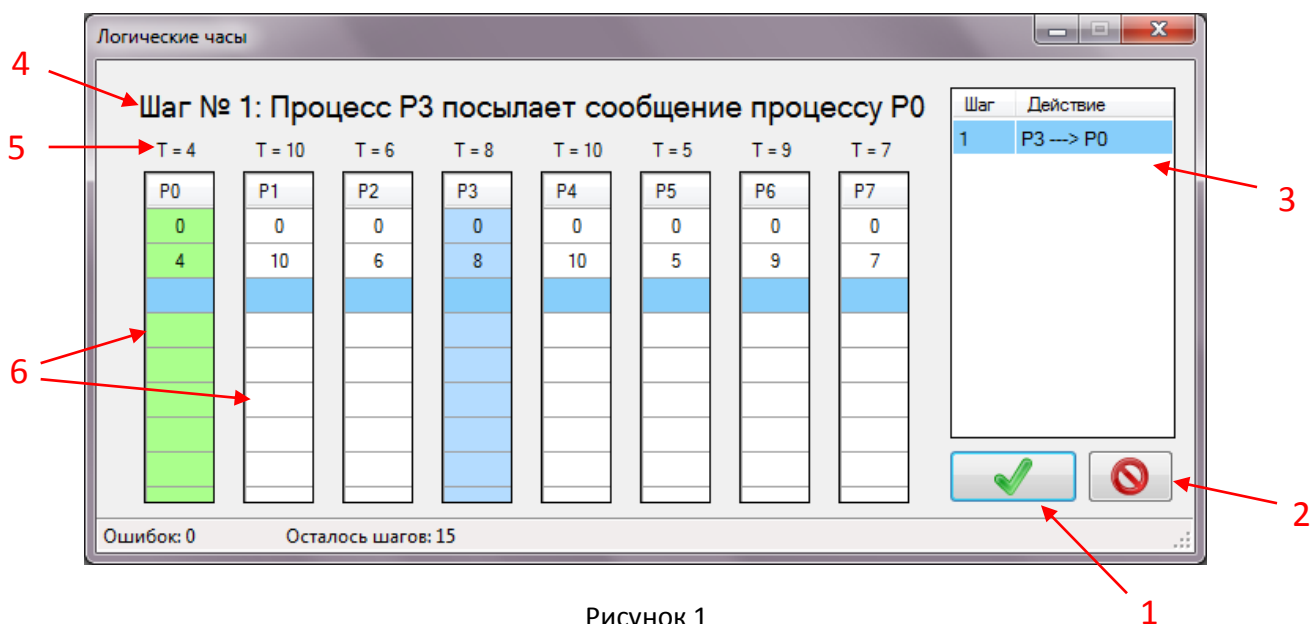 Логические часы
4
Шаг № 1: Процесс P3 посылает сообщение процессу P0
Шаг Действие
5
T = 4 T = 10 T = 6 T = 8 T = 10 T = 5 T = 9 T = 7
1 P3 ---> P0
P0 P1 P2 P3 P4 P5 P6 P7
3
0 0 0 0 0 0 0 0
4 10 6 8 10 5 9 7
6
2
Ошибок: 0 Осталось шагов: 15
Рисунок 1
1